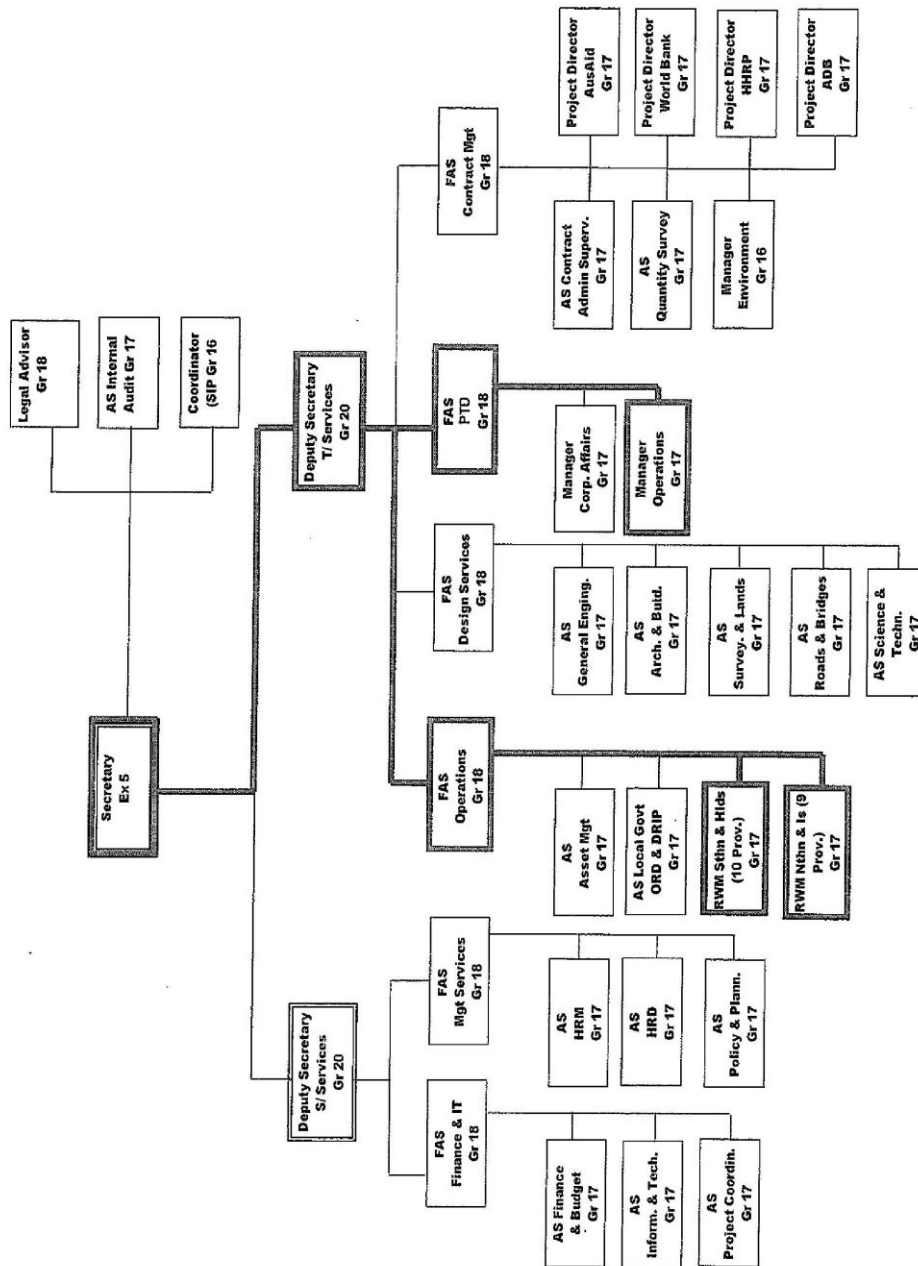 Secretary
Ex 5
Legal Advisor
Gr 18
AS Internal
Audit Gr 17
Coordinator
(SIP Gr 16
Deputy Secretary
S/ Services
Gr 20
Deputy Secretary
T/ Services
Gr 20
FAS
Finance & IT
Gr 18
FAS
Mgt Services
Gr 18
FAS
Operations
Gr 18
FAS
Design Services
Gr 18
FAS
PTD
Gr 18
FAS
Contract Mgt
Gr 18
AS Finance
& Budget
Gr 17
AS
Inform. & Tech.
Gr 17
AS
Project Coordin.
Gr 17
AS
HRM
Gr 17
AS
HRD
Gr 17
AS
Policy & Plann.
Gr 17
AS
Asset Mgt
Gr 17
AS Local Govt
ORD & DRIP
Gr 17
RWM Sthn & Hlds
(10 Prov.)
Gr 17
RWM Nthn & Is (9
Prov.)
Gr 17
AS
General Enging.
Gr 17
AS
Arch. & Buid.
Gr 17
AS
Survey. & Lands
Gr 17
AS
Roads & Bridges
Gr 17
AS Science &
Techn.
Gr 17
Manager
Corp. Affairs
Gr 17
Manager
Operations
Gr 17
AS Contract
Admin Superv.
Gr 17
AS
Quantity Survey
Gr 17
Manager
Environment
Gr 16
Project Director
AusAid
Gr 17
Project Director
World Bank
Gr 17
Project Director
HHRP
Gr 17
Project Director
ADB
Gr 17